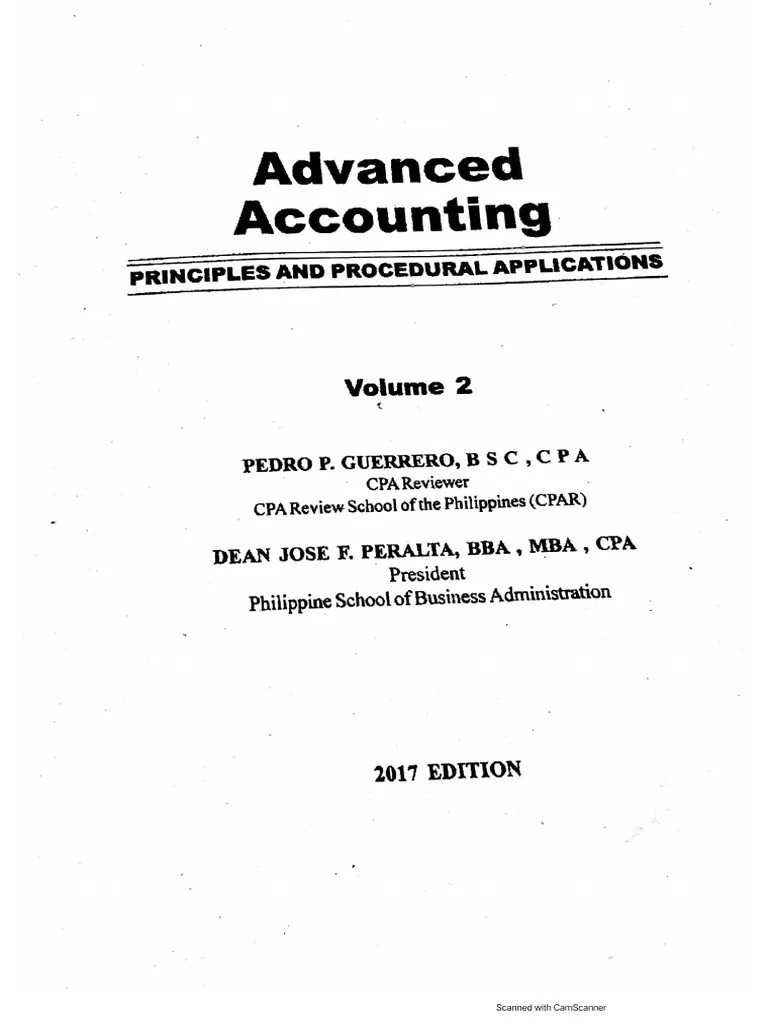 Advanced
Accounting
PRINCIPLES AND PROCEDURAL APPLICATIONS
Volume 2
PEDRO P. GUERRERO, B S C , C P A
CPA Reviewer
CPA Review School of the Philippines (CPAR)
DEAN JOSE F. PERALTA, BBA , MBA , CPA
President
Philippine School of Business Administration
2017 EDITION
Scanned with CamScanner